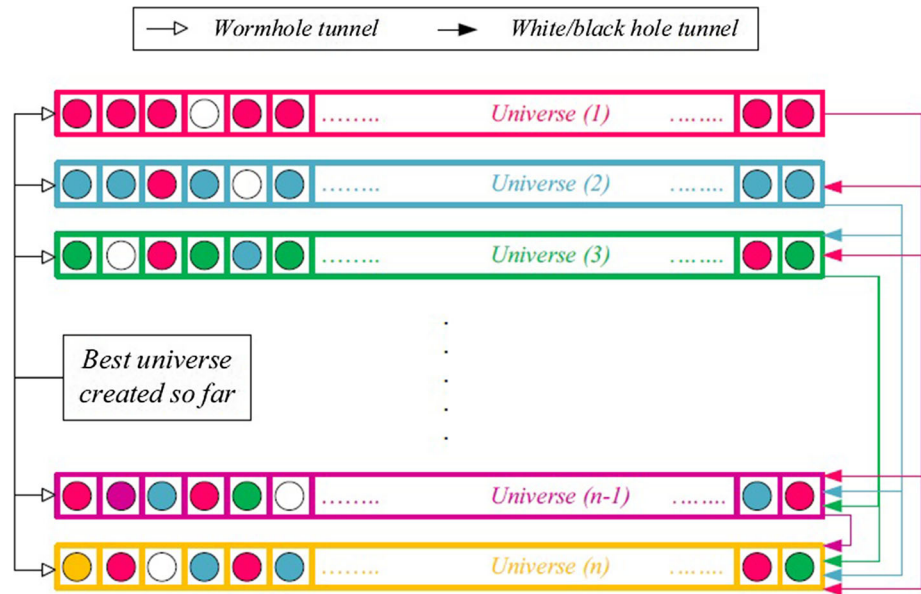 Wormhole tunnel
White/black hole tunnel
........ Universe (1) ........
........ Universe (2) ........
........ Universe (3) ........
Best universe
created so far
........ Universe (n-1) ........
........ Universe (n) ........